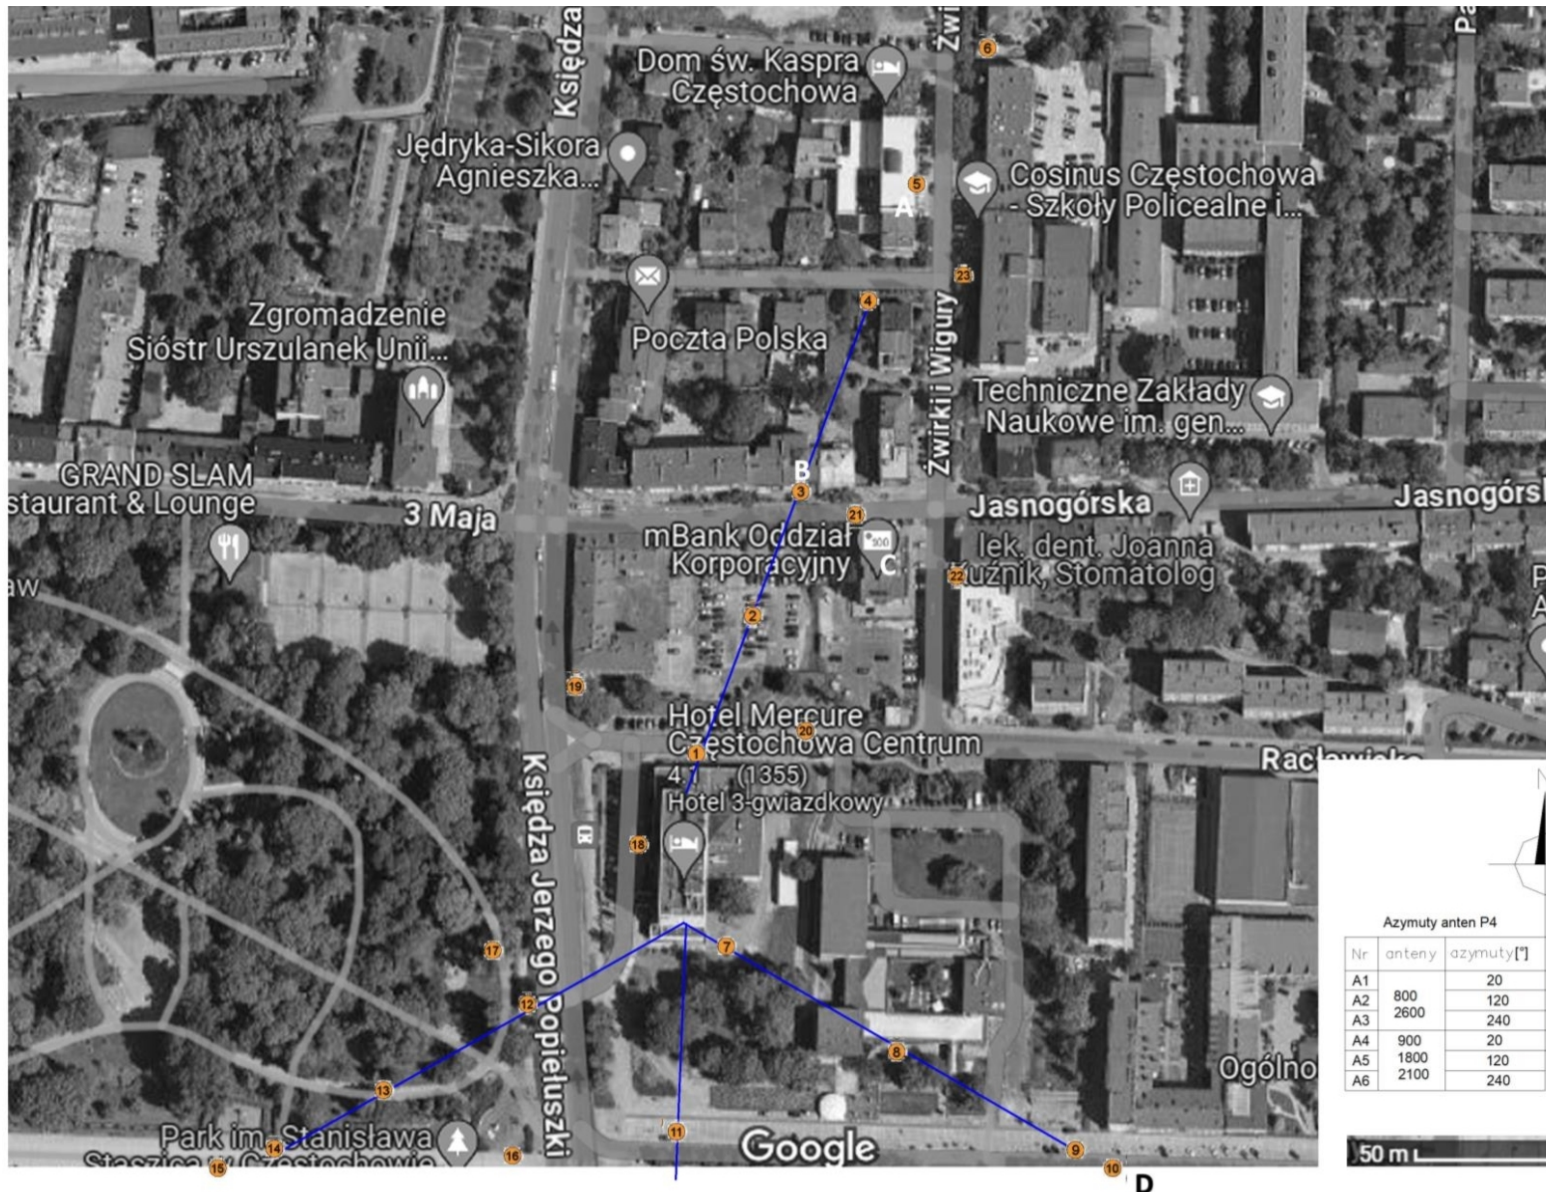 Księdza
Żwi
6
Pa
Dom św. Kaspra
Częstochowa
Jędryka-Sikora
Agnieszka...
5
A
Cosinus Częstochowa
- Szkoły Policealne i...
23
4
Zgromadzenie
Sióstr Urszulanek Unii...
Poczta Polska
Żwirki i Wigury
Techniczne Zakłady
Naukowe im. gen...
GRAND SLAM
staurant & Lounge
B
3
3 Maja
21
Jasnogórska
Jasnogórsk
mBank Oddział
Korporacyjny
C
lek. dent. Joanna
Kuźnik, Stomatolog
22
aw
P
A
2
19
Hotel Mercure
20
Częstochowa Centrum
1
(1355)
Hotel 3-gwiazdkowy
Racławicka
18
Księdza Jerzego Popiełuszki
17
7
12
8
13
Ogólno
Park im. Stanisława
Staszica w Częstochowie
14
15
16
11
Google
9
10
D
N
Azymuty anten P4
Nr anteny azymuty[°]
A1 20
A2 800 2600 120
A3 240
A4 900 20
A5 1800 120
A6 2100 240
50 m